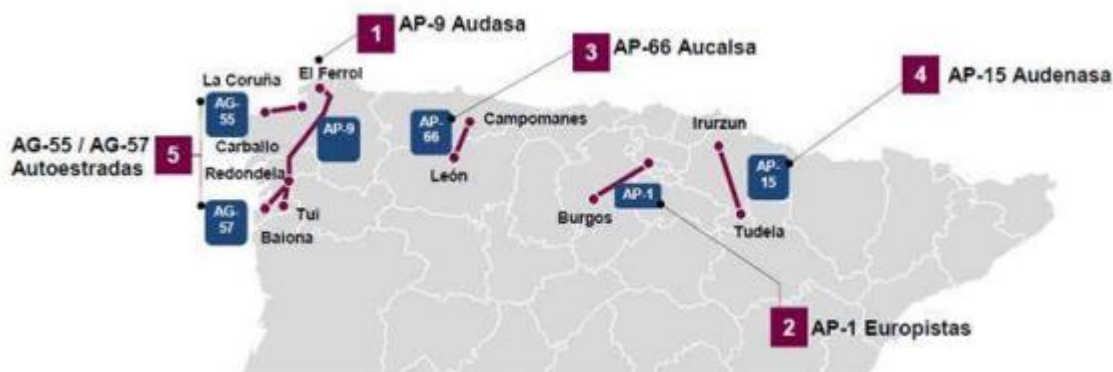 1 AP-9 Audasa
3 AP-66 Aucalsa
4 AP-15 Audenasa
La Coruña
El Ferrol
AG-
55
AP-9
AP-
66
Campomanes
Irurzun
AG-55 / AG-57
Autoestradas
5
Carballo
Redondela
León
AP-
15
AG-
57
Tui
Baiona
Burgos
AP-1
Tudela
2 AP-1 Europistas